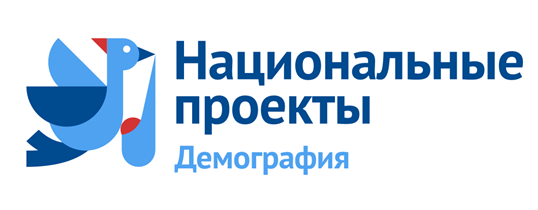 Национальные
проекты
Демография